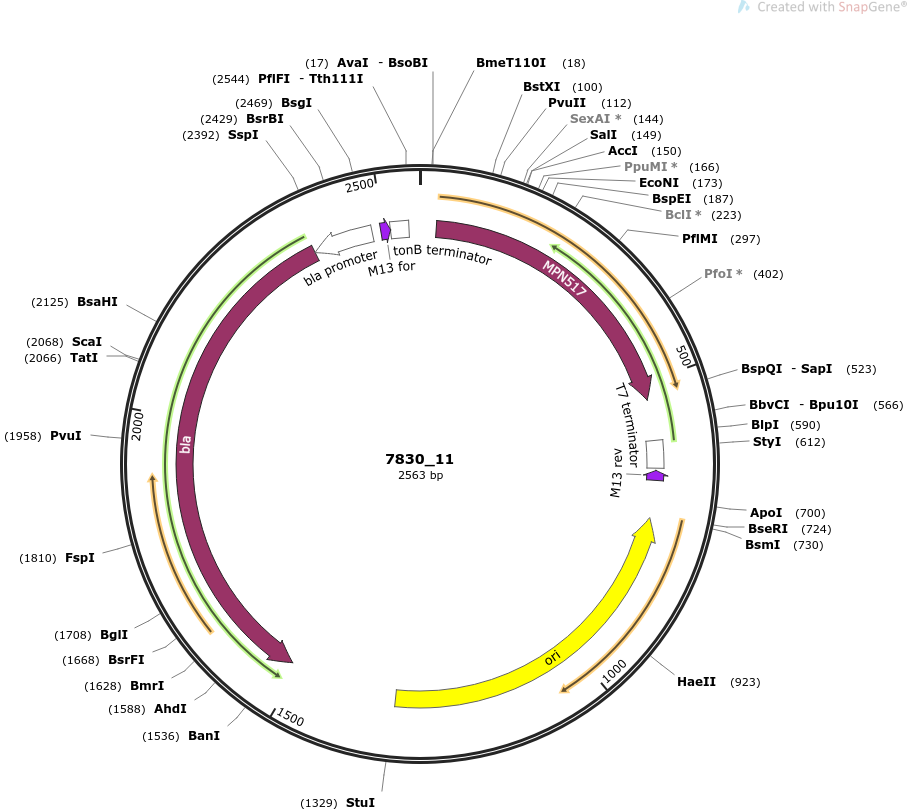 Created with SnapGene®
(17) AvaI - BsoBI
BmeT110I (18)
(2544) PflFI - Tth111I
BstXI (100)
(2469) BsgI
PvuII (112)
(2429) BsrBI
SexAI * (144)
(2392) SspI
SalI (149)
AccI (150)
PpuMI * (166)
EcoNI (173)
BspEI (187)
BclI * (223)
PflMI (297)
PfoI * (402)
2500
bla promoter
M13 for
tonB terminator
MPN517
(2125) BsaHI
(2068) ScaI
(2066) TatI
500
BspQI - SapI (523)
BbvCI - Bpu10I (566)
BlpI (590)
StyI (612)
2000
(1958) PvuI
bla
T7 terminator
M13 rev
7830_11
2563 bp
ApoI (700)
BseRI (724)
BsmI (730)
(1810) FspI
(1708) BglI
(1668) BsrFI
(1628) BmrI
(1588) AhdI
(1536) BanI
ori
1000
HaeII (923)
1500
(1329) StuI